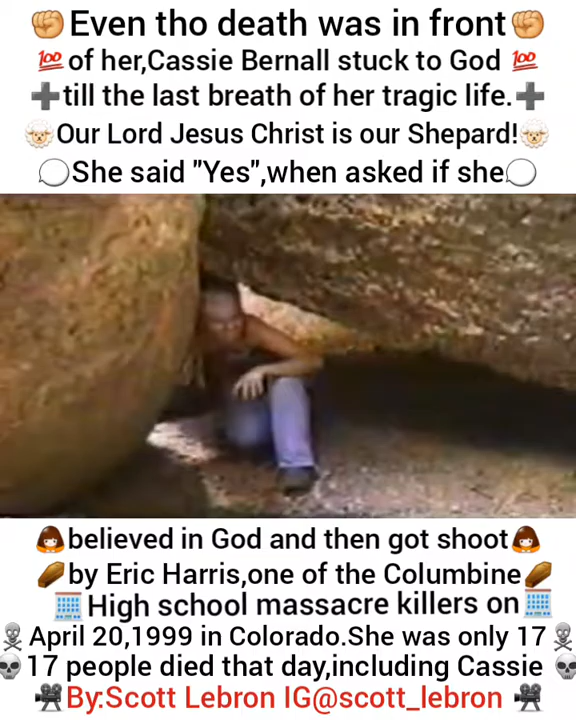 Even tho death was in front
of her,Cassie Bernall stuck to God
till the last breath of her tragic life.
Our Lord Jesus Christ is our Shepard!
She said "Yes",when asked if she
believed in God and then got shoot
by Eric Harris,one of the Columbine
High school massacre killers on
April 20,1999 in Colorado.She was only 17
17 people died that day,including Cassie
By:Scott Lebron IG@scott_lebron